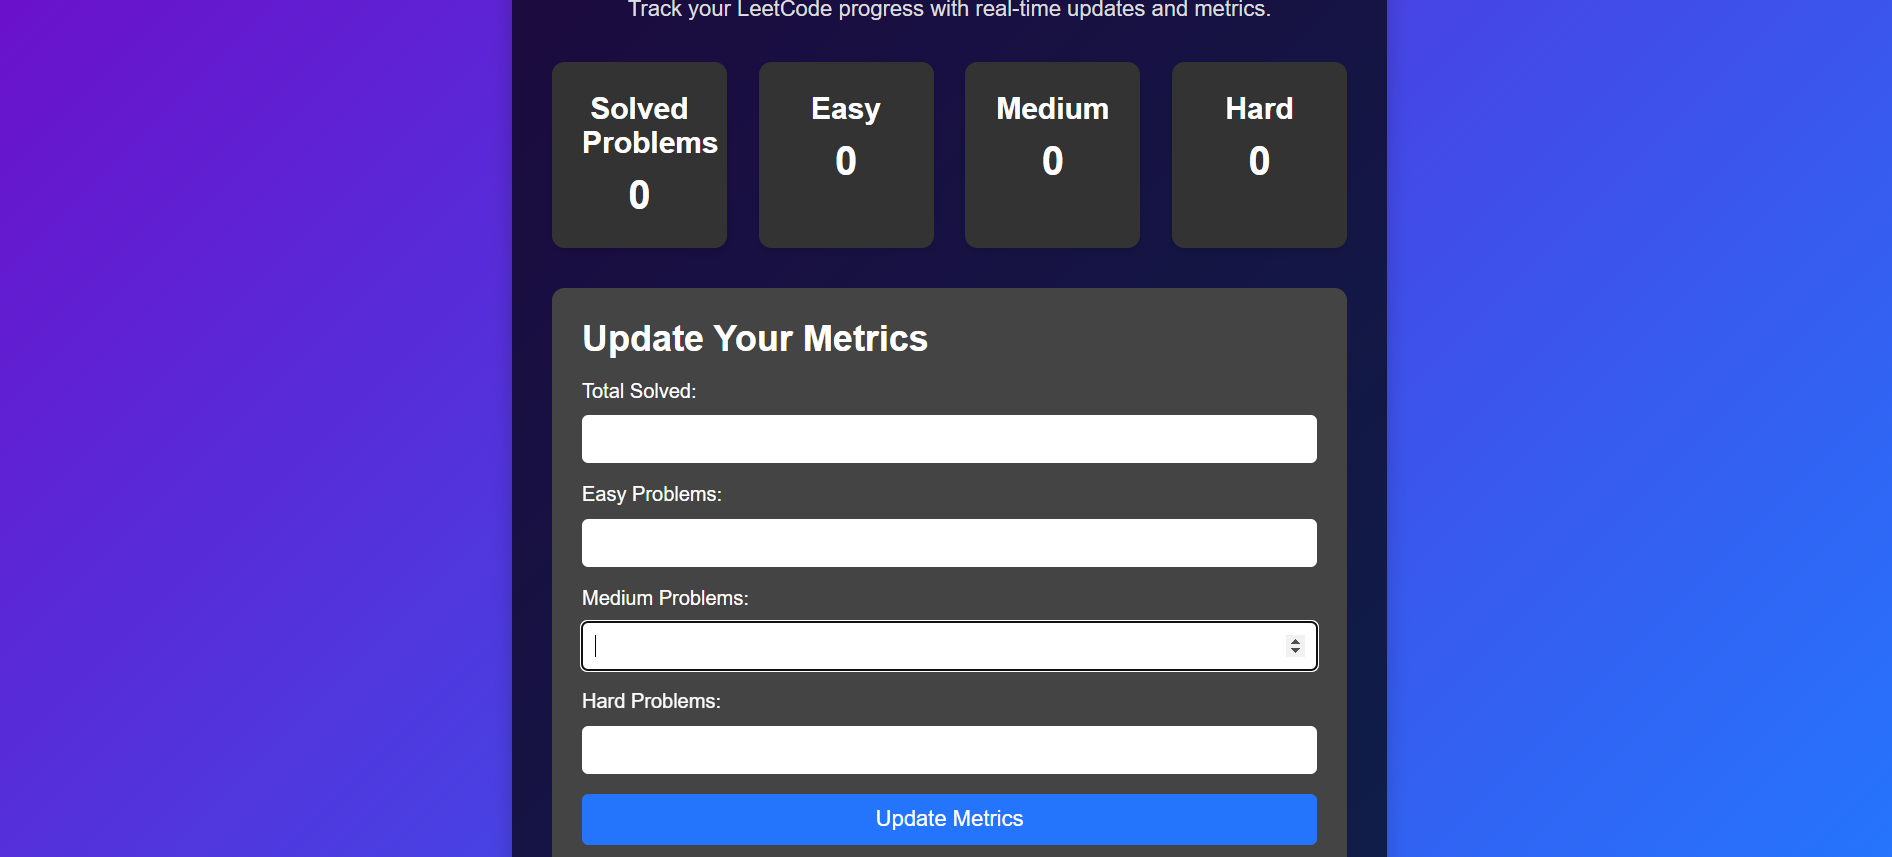 Track your LeetCode progress with real-time updates and metrics.
Solved
Problems
0
Easy
0
Medium
0
Hard
0
Update Your Metrics
Total Solved:
Easy Problems:
Medium Problems:
Hard Problems:
Update Metrics